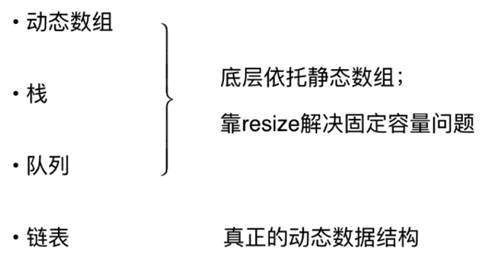 • 动态数组
• 栈
底层依托静态数组；
靠resize解决固定容量问题
• 队列
• 链表 真正的动态数据结构